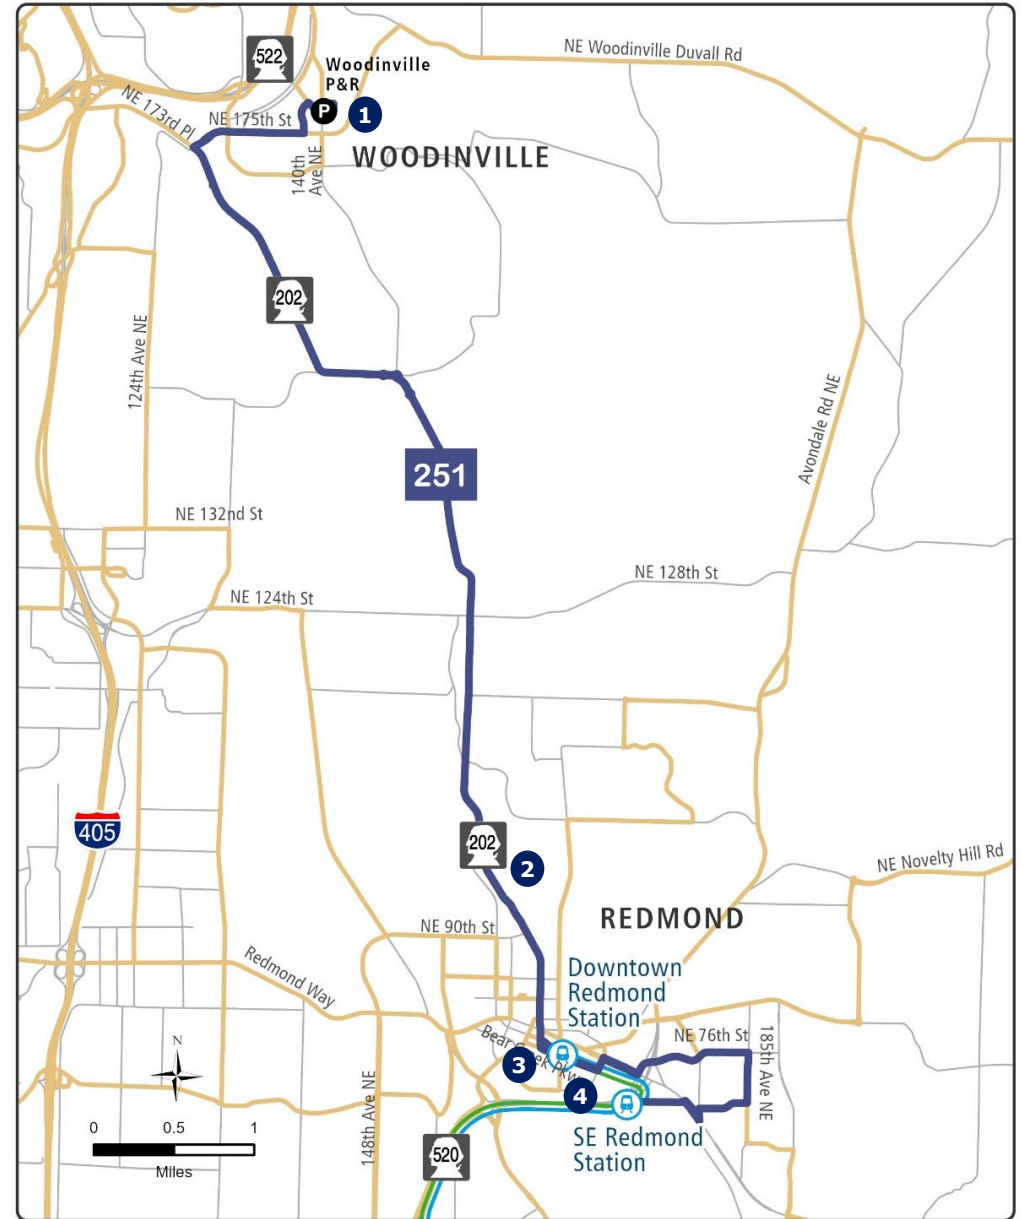 522
Woodinville
P&R
P
1
NE Woodinville Duvall Rd
NE 173rd Pl
NE 175th St
WOODINVILLE
140th
Ave NE
202
124th Ave NE
Avondale Rd NE
251
NE 132nd St
NE 128th St
NE 124th St
405
202
2
NE Novelty Hill Rd
REDMOND
NE 90th St
Redmond Way
Downtown
Redmond
Station
NE 76th St
185th Ave NE
Bear Creek Pkwy
3
4
N
148th Ave NE
0 0.5 1
Miles
SE Redmond
Station
520